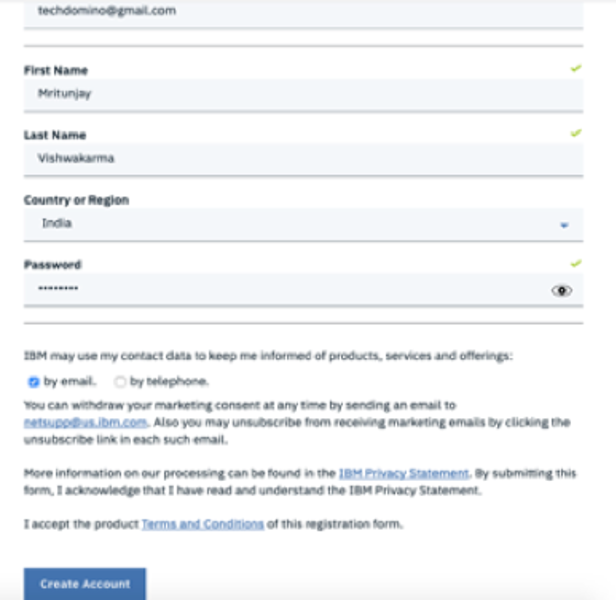 techdomino@gmail.com
First Name
Mritunjay
Last Name
Vishwakarma
Country or Region
India
Password
••••••••
IBM may use my contact data to keep me informed of products, services and offerings:
by email. by telephone.
You can withdraw your marketing consent at any time by sending an email to
netsupp@us.ibm.com. Also you may unsubscribe from receiving marketing emails by clicking the
unsubscribe link in each such email.
More information on our processing can be found in the IBM Privacy Statement. By submitting this
form, I acknowledge that I have read and understand the IBM Privacy Statement.
I accept the product Terms and Conditions of this registration form.
Create Account